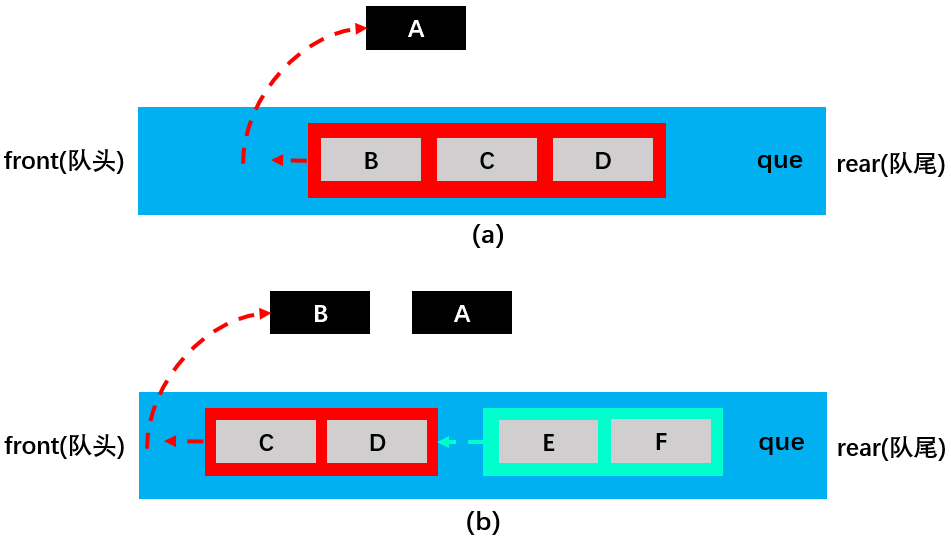 A
front(队头) B C D que rear(队尾)
(a)
B A
front(队头) C D E F que rear(队尾)
(b)